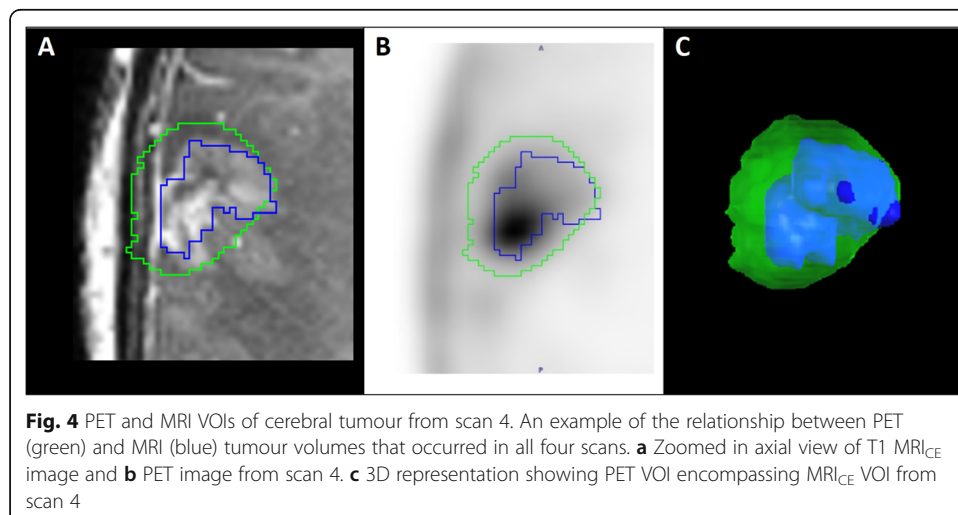 A B C
A
P
Fig. 4 PET and MRI VOIs of cerebral tumour from scan 4. An example of the relationship between PET
(green) and MRI (blue) tumour volumes that occurred in all four scans. a Zoomed in axial view of T1 MRICE
image and b PET image from scan 4. c 3D representation showing PET VOI encompassing MRICE VOI from
scan 4